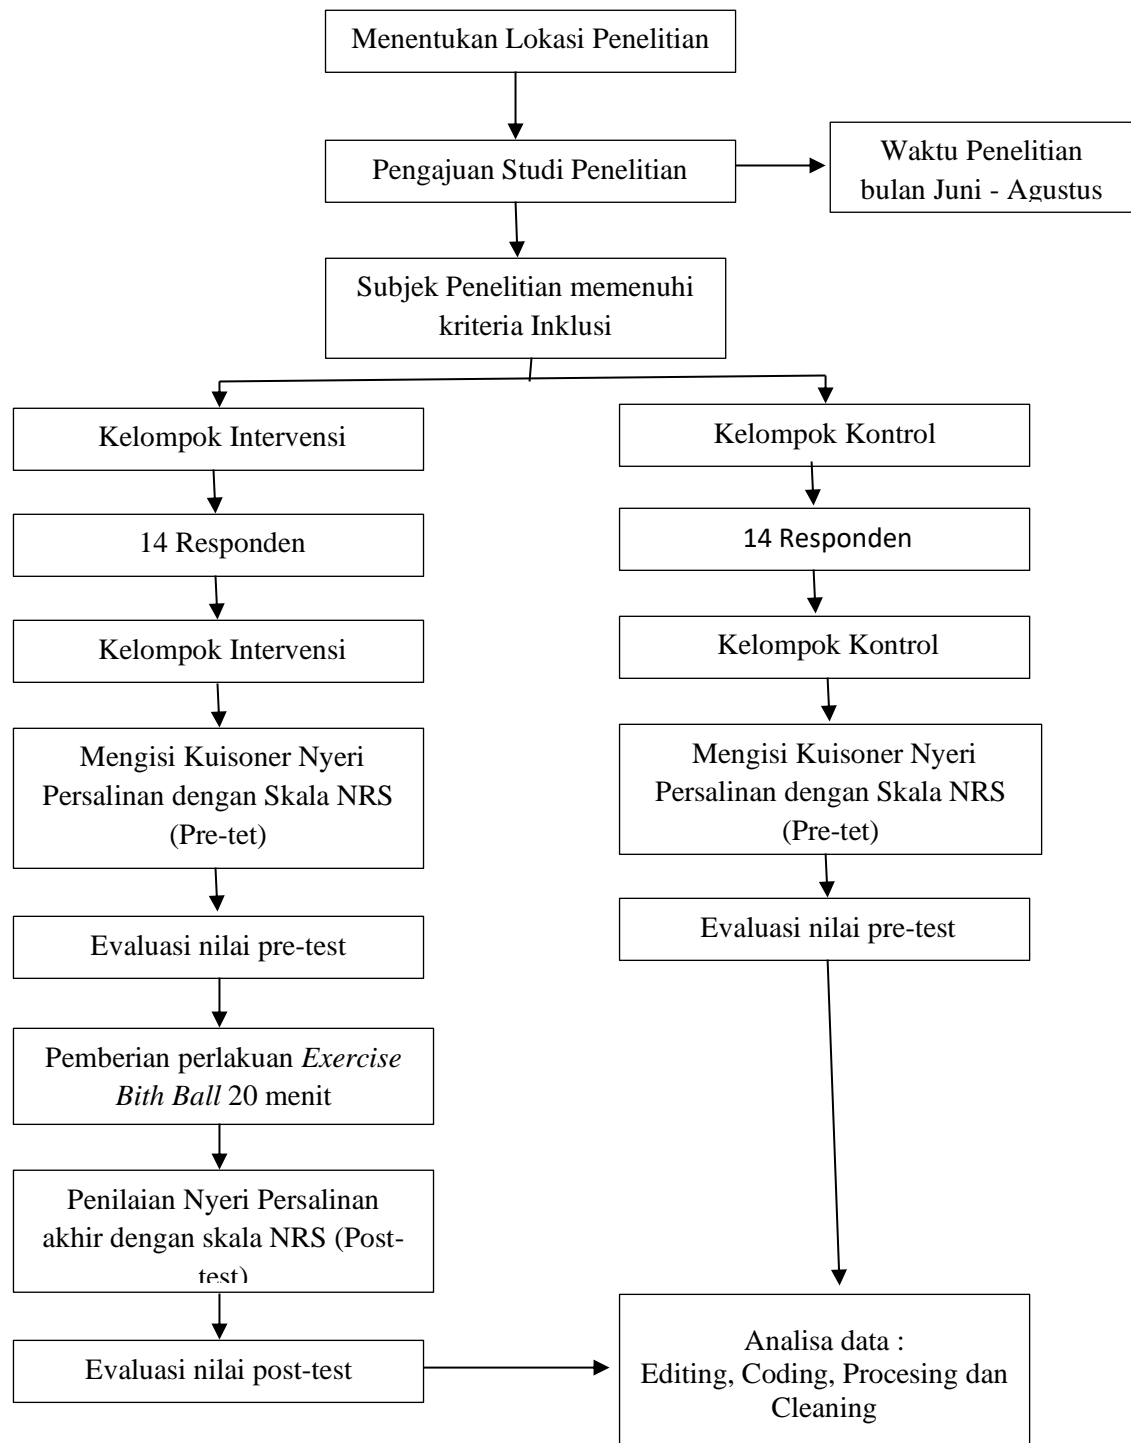 Menentukan Lokasi Penelitian
Pengajuan Studi Penelitian
Waktu Penelitian
bulan Juni - Agustus
Subjek Penelitian memenuhi
kriteria Inklusi
Kelompok Intervensi
Kelompok Kontrol
14 Responden
14 Responden
Kelompok Intervensi
Kelompok Kontrol
Mengisi Kuisoner Nyeri
Persalinan dengan Skala NRS
(Pre-tet)
Mengisi Kuisoner Nyeri
Persalinan dengan Skala NRS
(Pre-tet)
Evaluasi nilai pre-test
Evaluasi nilai pre-test
Pemberian perlakuan Exercise
Bith Ball 20 menit
Penilaian Nyeri Persalinan
akhir dengan skala NRS (Post-
test)
Evaluasi nilai post-test
Analisa data :
Editing, Coding, Procesing dan
Cleaning